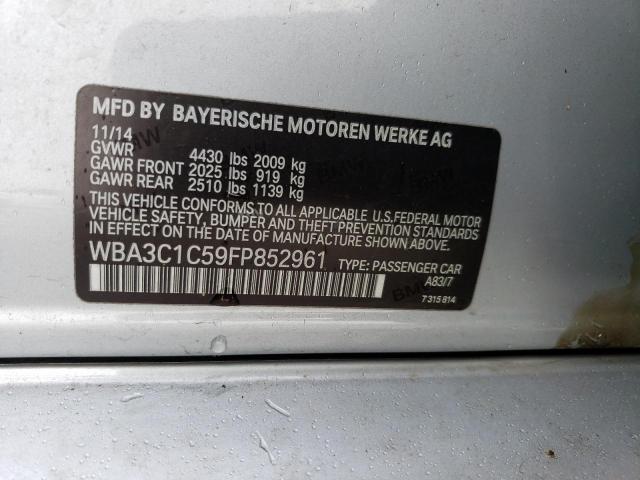 MFD BY BAYERISCHE MOTOREN WERKE AG
11/14
GVWR 4430 lbs 2009 kg
GAWR FRONT 2025 lbs 919 kg
GAWR REAR 2510 lbs 1139 kg
THIS VEHICLE CONFORMS TO ALL APPLICABLE U.S.FEDERAL MOTOR
VEHICLE SAFETY, BUMPER AND THEFT PREVENTION STANDARDS
IN EFFECT ON THE DATE OF MANUFACTURE SHOWN ABOVE.
WBA3C1C59FP852961 TYPE: PASSENGER CAR
A83/7
7315814